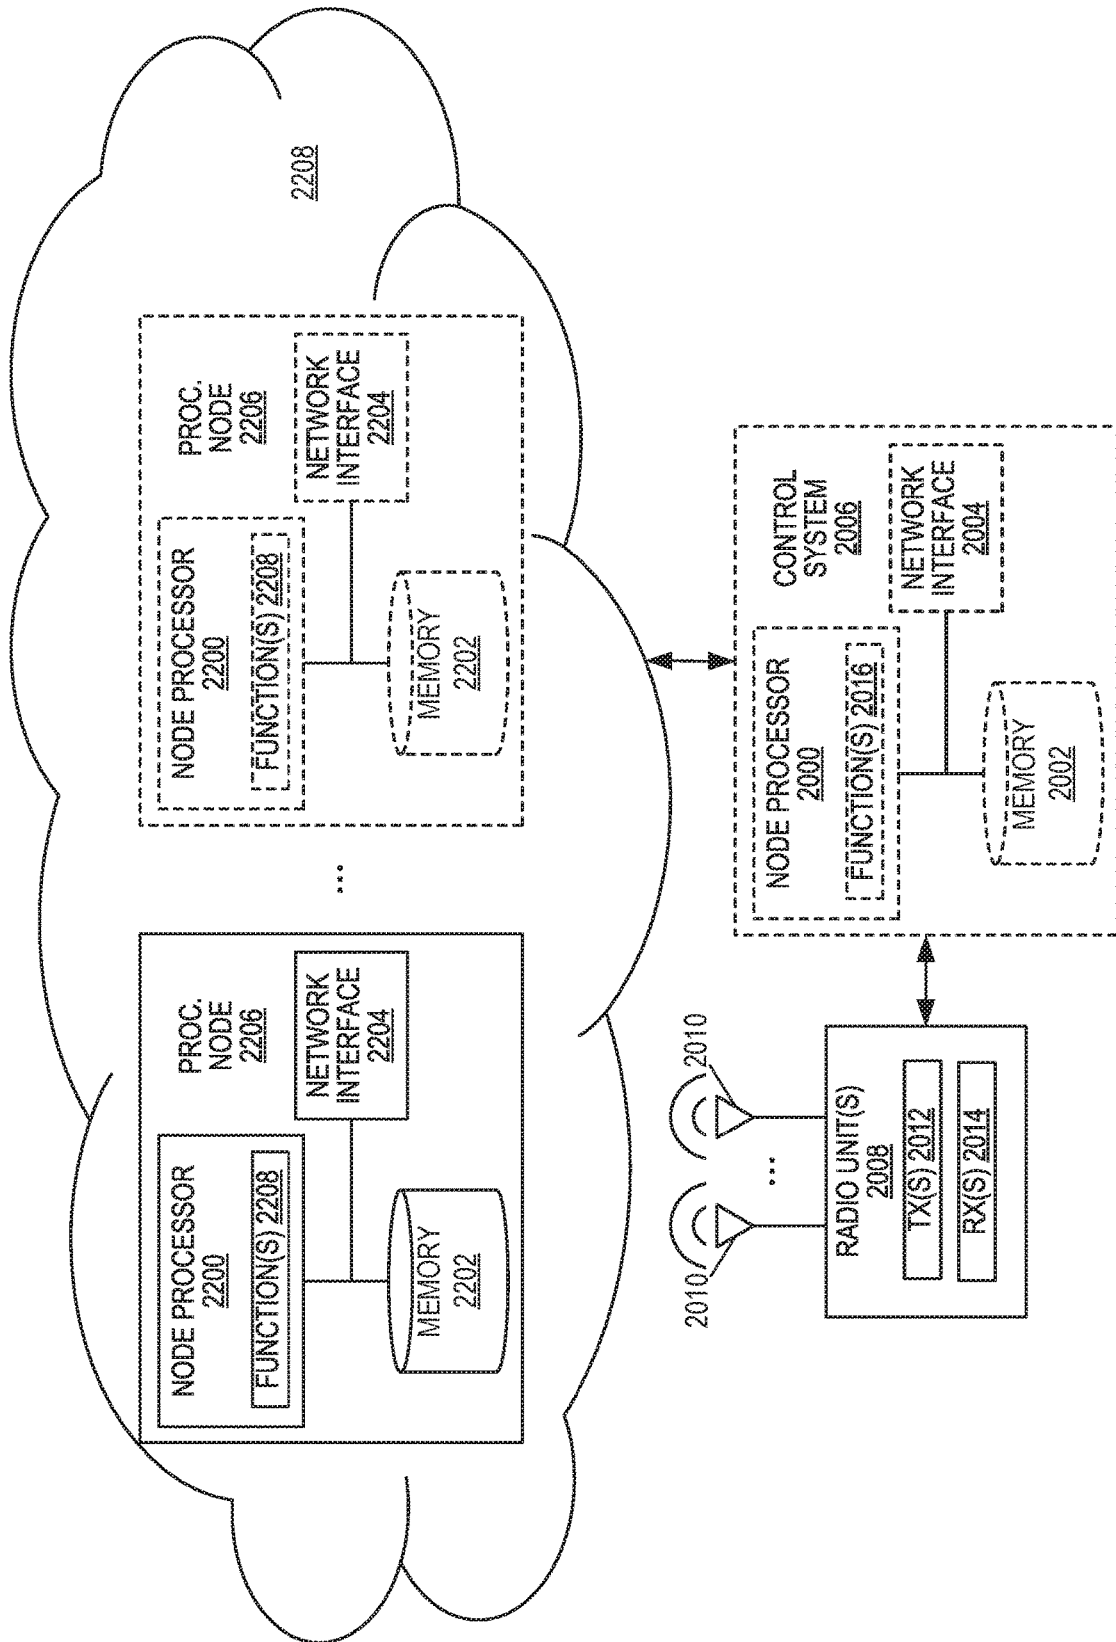 2208
NODE PROCESSOR
2200
FUNCTION(S) 2208
PROC.
NODE
2206
NETWORK
INTERFACE
2204
MEMORY
2202
...
NODE PROCESSOR
2200
FUNCTION(S) 2208
PROC.
NODE
2206
NETWORK
INTERFACE
2204
MEMORY
2202
2010
...
2010
RADIO UNIT(S)
2008
TX(S) 2012
RX(S) 2014
NODE PROCESSOR
2000
FUNCTION(S) 2016
CONTROL
SYSTEM
2006
NETWORK
INTERFACE
2004
MEMORY
2002